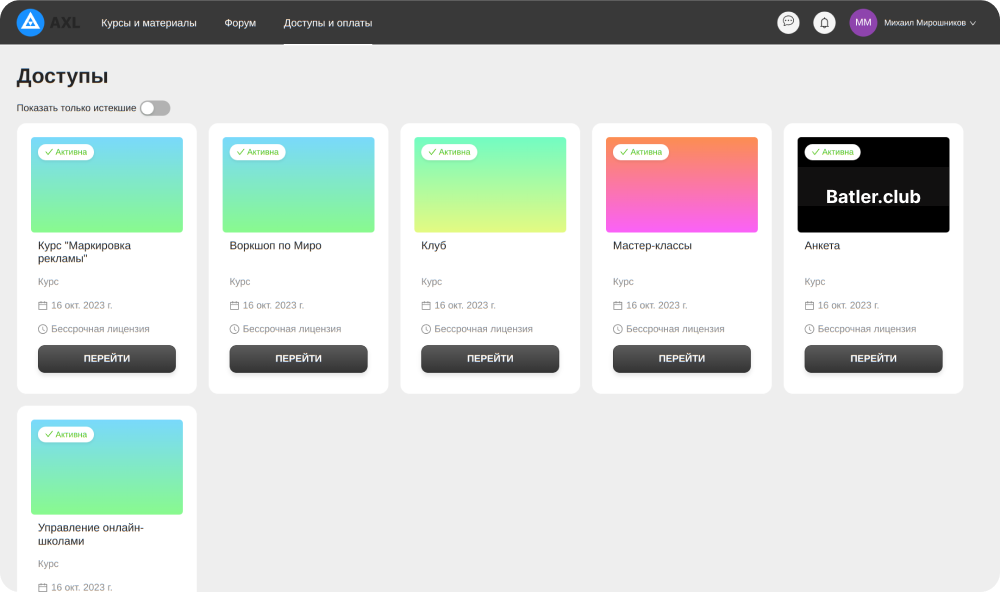 AXL
Курсы и материалы
Форум
Доступы и оплаты
ММ
Михаил Мирошников
Доступы
Показать только истекшие
Активна
Курс "Маркировка
рекламы"
Курс
16 окт. 2023 г.
Бессрочная лицензия
ПЕРЕЙТИ
Активна
Воркшоп по Миро
Курс
16 окт. 2023 г.
Бессрочная лицензия
ПЕРЕЙТИ
Активна
Клуб
Курс
16 окт. 2023 г.
Бессрочная лицензия
ПЕРЕЙТИ
Активна
Мастер-классы
Курс
16 окт. 2023 г.
Бессрочная лицензия
ПЕРЕЙТИ
Активна
Batler.club
Анкета
Курс
16 окт. 2023 г.
Бессрочная лицензия
ПЕРЕЙТИ
Активна
Управление онлайн-
школами
Курс
16 окт. 2023 г.